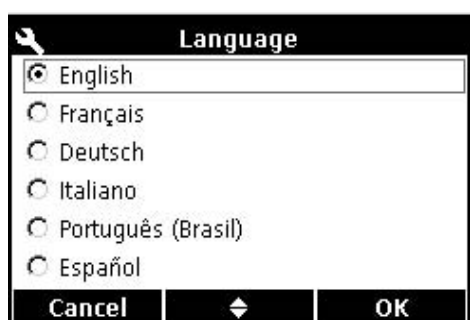 Language
English
Français
Deutsch
Italiano
Português (Brasil)
Español
Cancel OK